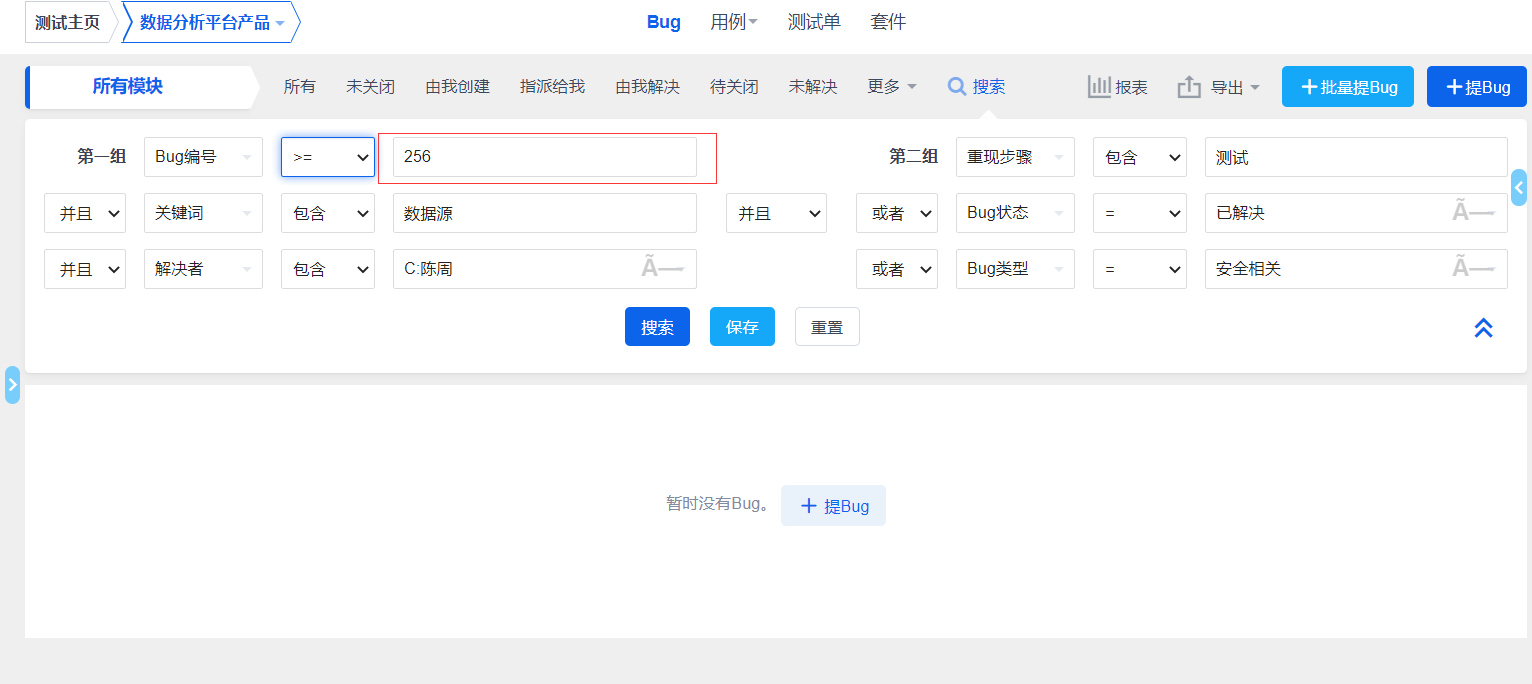 测试主页 数据分析平台产品 Bug 用例 测试单 套件
所有模块 所有 未关闭 由我创建 指派给我 由我解决 待关闭 未解决 更多 搜索 报表 导出 +批量提Bug +提Bug
第一组 Bug编号 >= 256 第二组 重现步骤 包含 测试
并且 关键词 包含 数据源 并且 或者 Bug状态 = 已解决 Ã—
并且 解决者 包含 C:陈周 Ã— 或者 Bug类型 = 安全相关 Ã—
搜索 保存 重置
暂时没有Bug。 + 提Bug